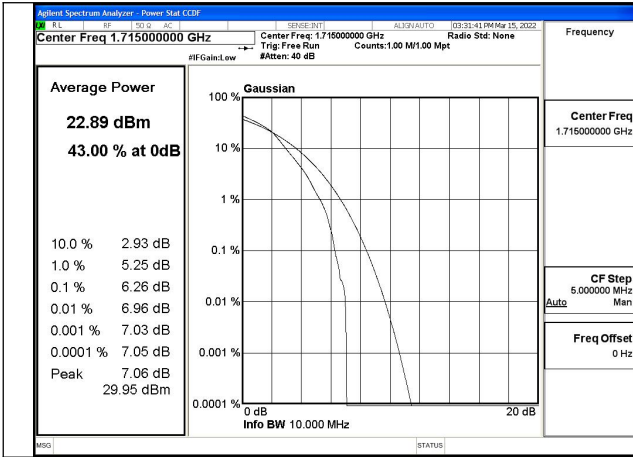 Agilent Spectrum Analyzer - Power Stat CCDF
RL RF 50 Ω AC SENSE:INT ALIGN AUTO 03:31:41 PM Mar 15, 2022
Center Freq 1.715000000 GHz
Center Freq: 1.715000000 GHz Radio Std: None
Trig: Free Run Counts:1.00 M/1.00 Mpt
#IFGain:Low #Atten: 40 dB
Frequency
Average Power
22.89 dBm
43.00 % at 0dB
10.0 % 2.93 dB
1.0 % 5.25 dB
0.1 % 6.26 dB
0.01 % 6.96 dB
0.001 % 7.03 dB
0.0001 % 7.05 dB
Peak 7.06 dB
29.95 dBm
Gaussian
100 %
10 %
1 %
0.1 %
0.01 %
0.001 %
0.0001 %
0 dB 20 dB
Info BW 10.000 MHz
Center Freq
1.715000000 GHz
CF Step
5.000000 MHz
Auto Man
Freq Offset
0 Hz
MSG STATUS